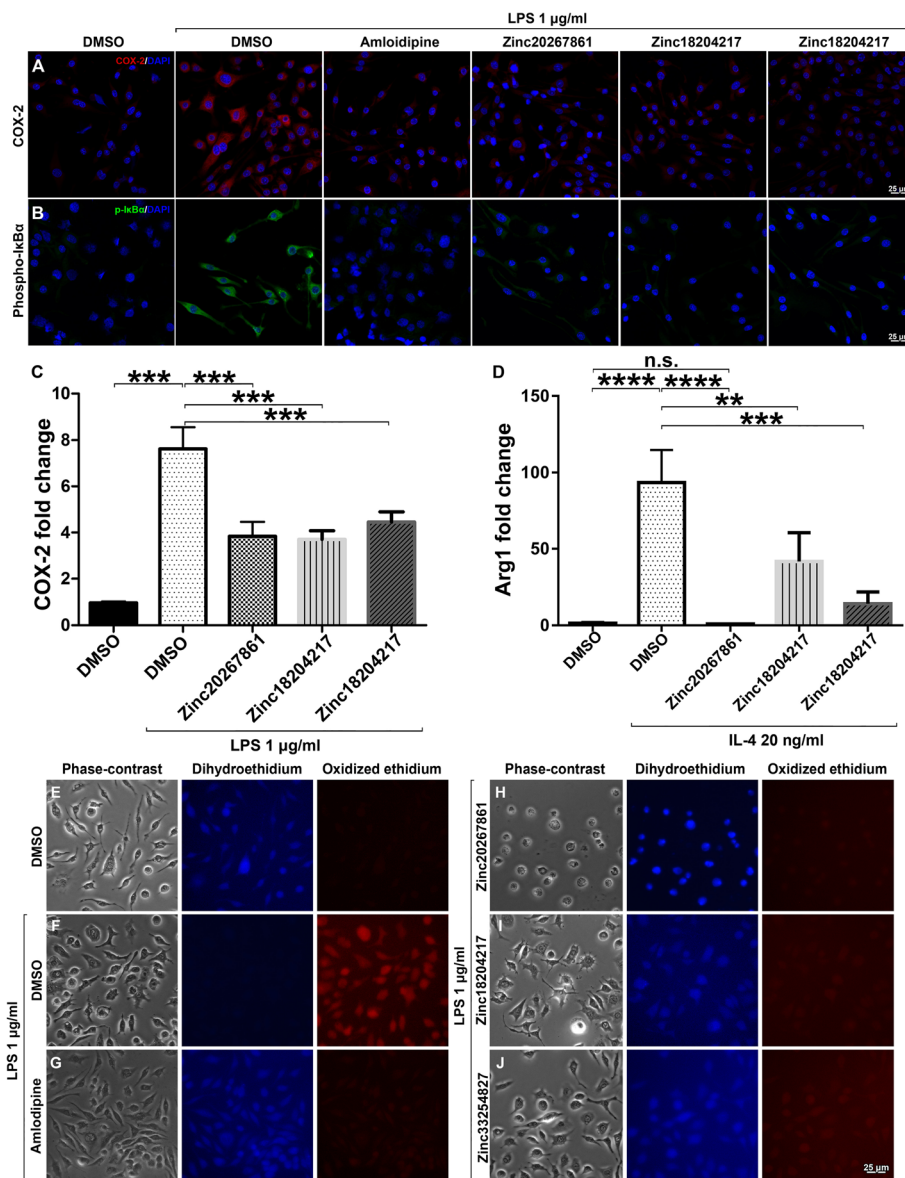 LPS 1 µg/ml
DMSO DMSO Amloidipine Zinc20267861 Zinc18204217 Zinc18204217
A COX-2/DAPI
COX-2
25 µm
B p-IκBα/DAPI
Phospho-IκBα
25 µm
C
*** ***
***
***
COX-2 fold change
10
8
6
4
2
0
DMSO
DMSO
Zinc20267861
Zinc18204217
Zinc18204217
LPS 1 µg/ml
D
n.s.
**** ****
**
***
Arg1 fold change
150
100
50
0
DMSO
DMSO
Zinc20267861
Zinc18204217
Zinc18204217
IL-4 20 ng/ml
Phase-contrast Dihydroethidium Oxidized ethidium
E
DMSO
LPS 1 µg/ml
F
DMSO
G
Amlodipine
Phase-contrast Dihydroethidium Oxidized ethidium
LPS 1 µg/ml
H
Zinc20267861
I
Zinc18204217
J
Zinc33254827
25 µm